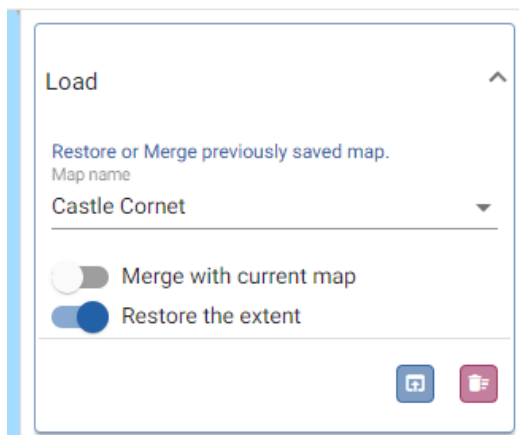 Load
Restore or Merge previously saved map.
Map name
Castle Cornet
Merge with current map
Restore the extent